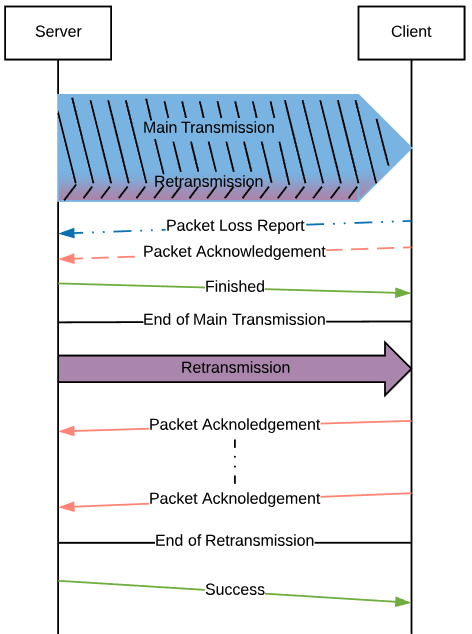 Server
Client
Main Transmission
Retransmission
Packet Loss Report
Packet Acknowledgement
Finished
End of Main Transmission
Retransmission
Packet Acknoledgement
Packet Acknoledgement
End of Retransmission
Success